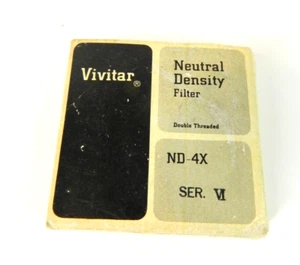 Vivitar®
Neutral
Density
Filter
Double Threaded
ND-4X
SER. VI